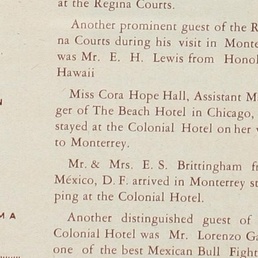 at the Regina Courts.
Another prominent guest of the R
na Courts during his visit in Monte
was Mr. E. H. Lewis from Honol
Hawaii
Miss Cora Hope Hall, Assistant M
ger of The Beach Hotel in Chicago,
stayed at the Colonial Hotel on her v
to Monterrey.
Mr. & Mrs. E. S. Brittingham fr
México, D. F. arrived in Monterrey st
ping at the Colonial Hotel.
MA
Another distinguished guest of
Colonial Hotel was Mr. Lorenzo Ga
one of the best Mexican Bull Fight